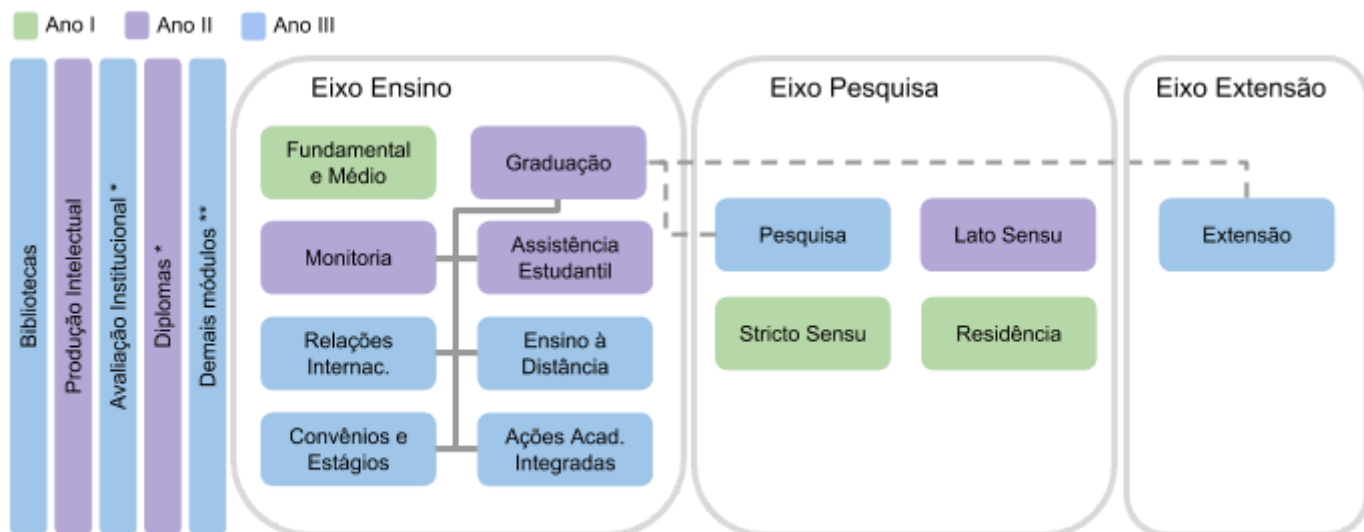 Ano I
Ano II
Ano III
Bibliotecas
Produção Intelectual
Avaliação Institucional *
Diplomas *
Demais módulos **
Eixo Ensino
Fundamental
e Médio
Graduação
Monitoria
Assistência
Estudantil
Relações
Internac.
Ensino à
Distância
Convênios e
Estágios
Ações Acad.
Integradas
Eixo Pesquisa
Pesquisa
Lato Sensu
Stricto Sensu
Residência
Eixo Extensão
Extensão